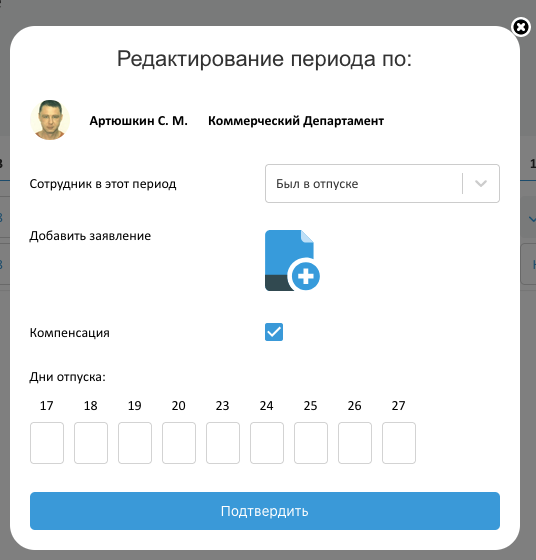 Редактирование периода по:
Артюшкин С. М. Коммерческий Департамент
Сотрудник в этот период Был в отпуске
Добавить заявление
Компенсация
Дни отпуска:
17 18 19 20 23 24 25 26 27
Подтвердить